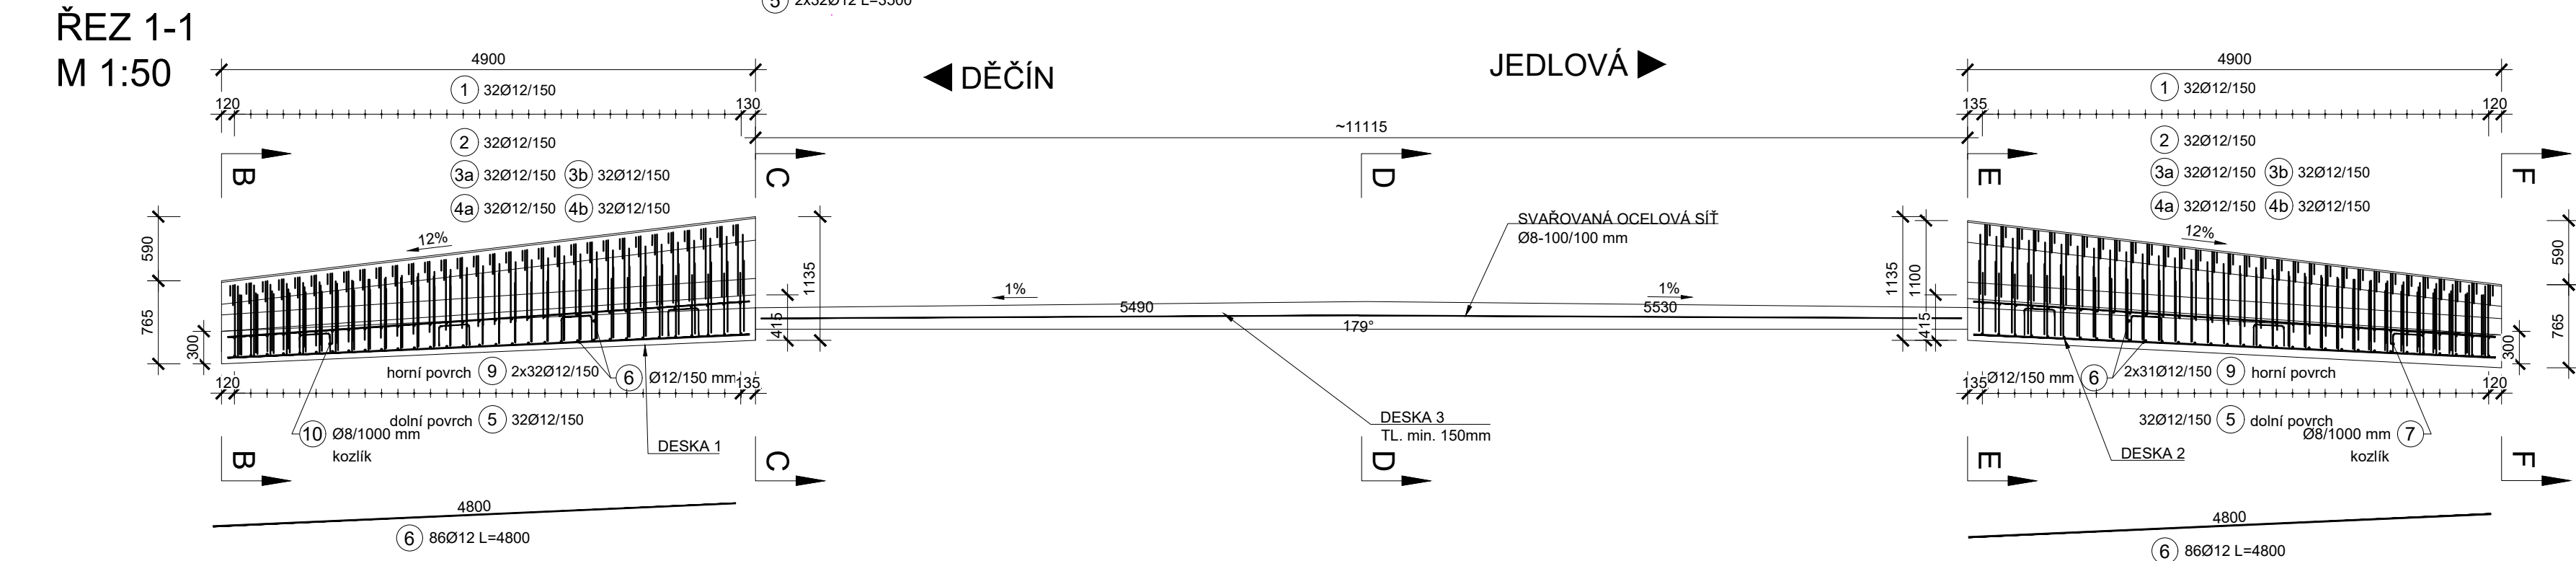 5 2x32Ø12 L=3500
ŘEZ 1-1
M 1:50
4900
1 32Ø12/150
120
130
2 32Ø12/150
3a 32Ø12/150 3b 32Ø12/150
4a 32Ø12/150 4b 32Ø12/150
B
C
12%
590
765
300
1135
415
horní povrch 9 2x32Ø12/150
6 Ø12/150 mm
120
135
dolní povrch 5 32Ø12/150
10 Ø8/1000 mm
kozlík
DESKA 1
B
C
4800
6 86Ø12 L=4800
DĚČÍN
JEDLOVÁ
~11115
D
SVAŘOVANÁ OCELOVÁ SÍŤ
Ø8-100/100 mm
1%
1%
5490
5530
179°
DESKA 3
TL. min. 150mm
D
4900
1 32Ø12/150
135
120
2 32Ø12/150
3a 32Ø12/150 3b 32Ø12/150
4a 32Ø12/150 4b 32Ø12/150
E
F
12%
1135
1100
415
590
765
300
Ø12/150 mm 6
2x31Ø12/150 9 horní povrch
135
120
32Ø12/150 5 dolní povrch
Ø8/1000 mm 7
kozlík
DESKA 2
E
F
4800
6 86Ø12 L=4800